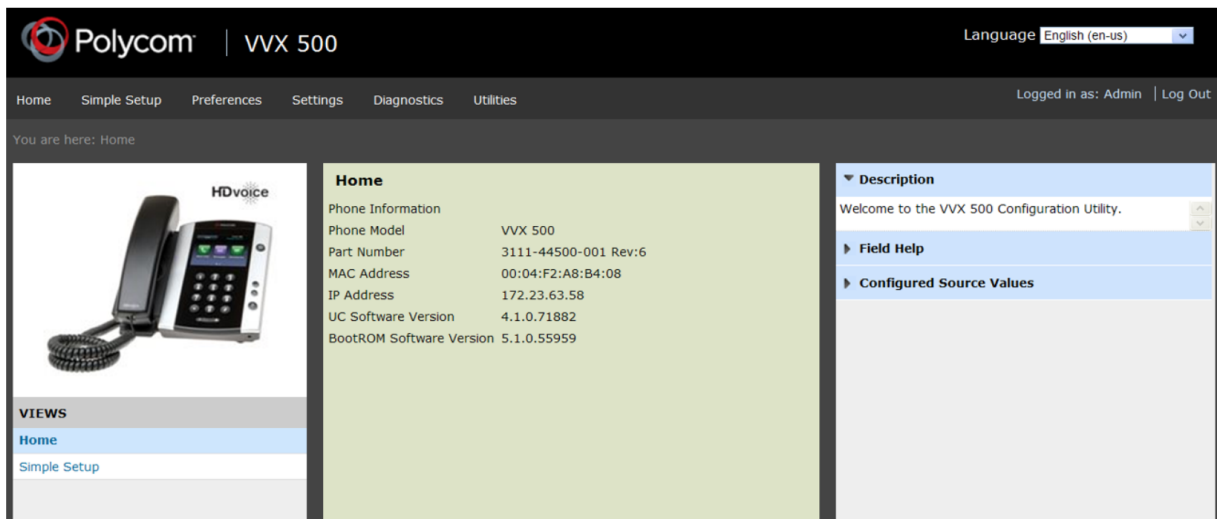 Polycom | VVX 500
Language English (en-us)
Home Simple Setup Preferences Settings Diagnostics Utilities
Logged in as: Admin | Log Out
You are here: Home
HDvoice
VIEWS
Home
Simple Setup
Home
Phone Information
Phone Model VVX 500
Part Number 3111-44500-001 Rev:6
MAC Address 00:04:F2:A8:B4:08
IP Address 172.23.63.58
UC Software Version 4.1.0.71882
BootROM Software Version 5.1.0.55959
Description
Welcome to the VVX 500 Configuration Utility.
Field Help
Configured Source Values